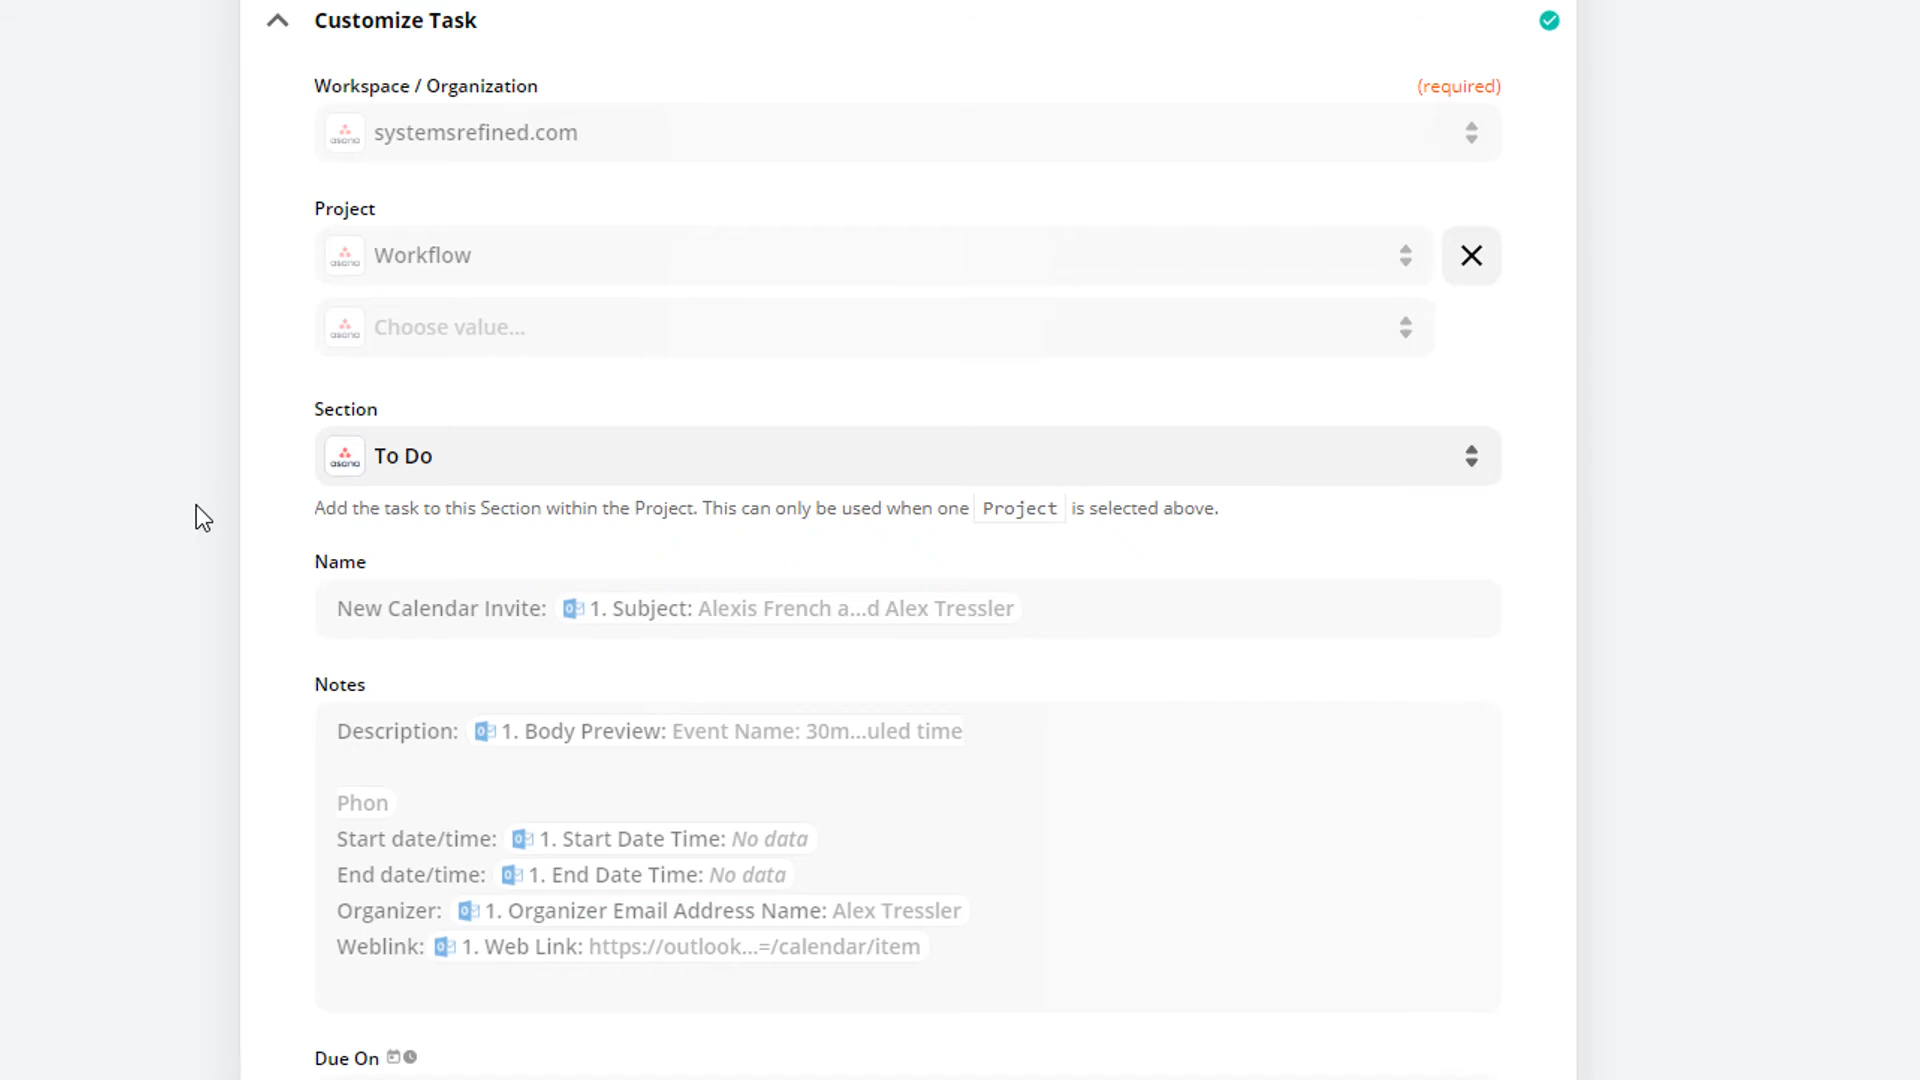 Customize Task
Workspace / Organization (required)
asana systemsrefined.com
Project
asana Workflow
asana Choose value...
Section
asana To Do
Add the task to this Section within the Project. This can only be used when one Project is selected above.
Name
New Calendar Invite: 1. Subject: Alexis French a...d Alex Tressler
Notes
Description: 1. Body Preview: Event Name: 30m...uled time
Phon
Start date/time: 1. Start Date Time: No data
End date/time: 1. End Date Time: No data
Organizer: 1. Organizer Email Address Name: Alex Tressler
Weblink: 1. Web Link: https://outlook...=/calendar/item
Due On